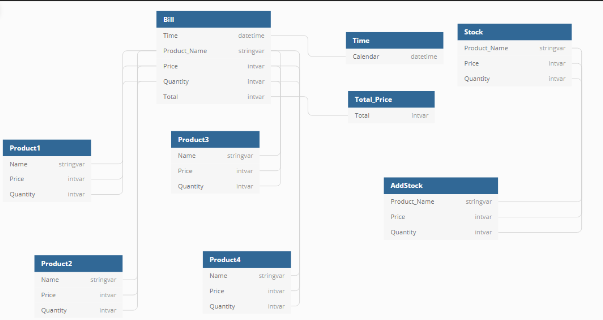 Bill
Time datetime
Product_Name stringvar
Price intvar
Quantity intvar
Total intvar
Time
Calendar datetime
Stock
Product_Name stringvar
Price intvar
Quantity intvar
Total_Price
Total intvar
Product1
Name stringvar
Price intvar
Quantity intvar
Product3
Name stringvar
Price intvar
Quantity intvar
AddStock
Product_Name stringvar
Price intvar
Quantity intvar
Product2
Name stringvar
Price intvar
Quantity intvar
Product4
Name stringvar
Price intvar
Quantity intvar